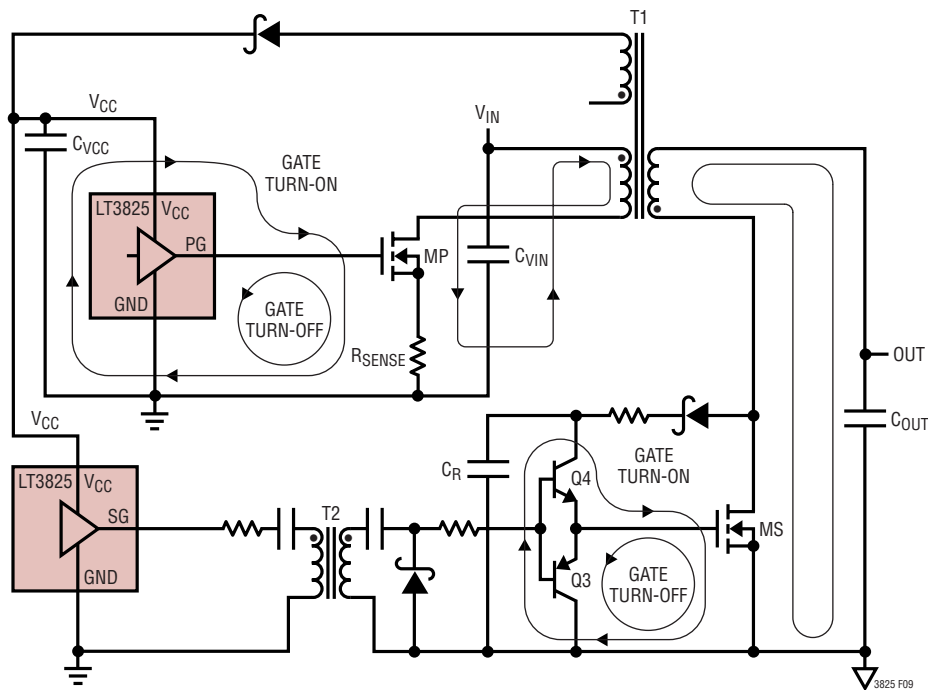 T1
V_CC
V_IN
C_VCC
GATE
TURN-ON
LT3825
V_CC
PG
MP
C_VIN
GND
GATE
TURN-OFF
R_SENSE
OUT
C_OUT
V_CC
LT3825
V_CC
SG
GND
T2
C_R
Q4
GATE
TURN-ON
MS
Q3
GATE
TURN-OFF
3825 F09